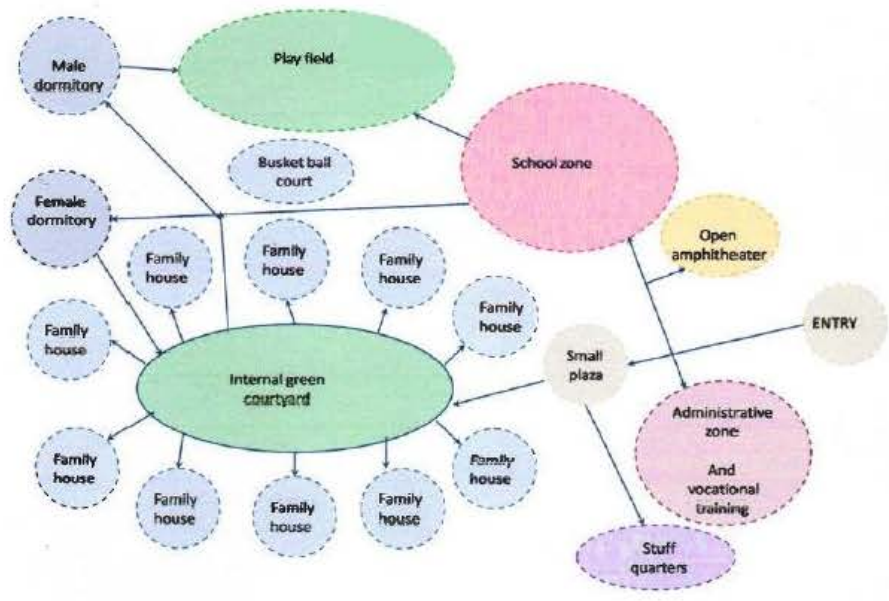 Male
dormitory
Play field
Busket ball
court
School zone
Female
dormitory
Open
amphitheater
Family
house
Family
house
Family
house
Family
house
Family
house
ENTRY
Small
plaza
Internal green
courtyard
Administrative
zone
And
vocational
training
Family
house
Family
house
Family
house
Family
house
Family
house
Stuff
quarters